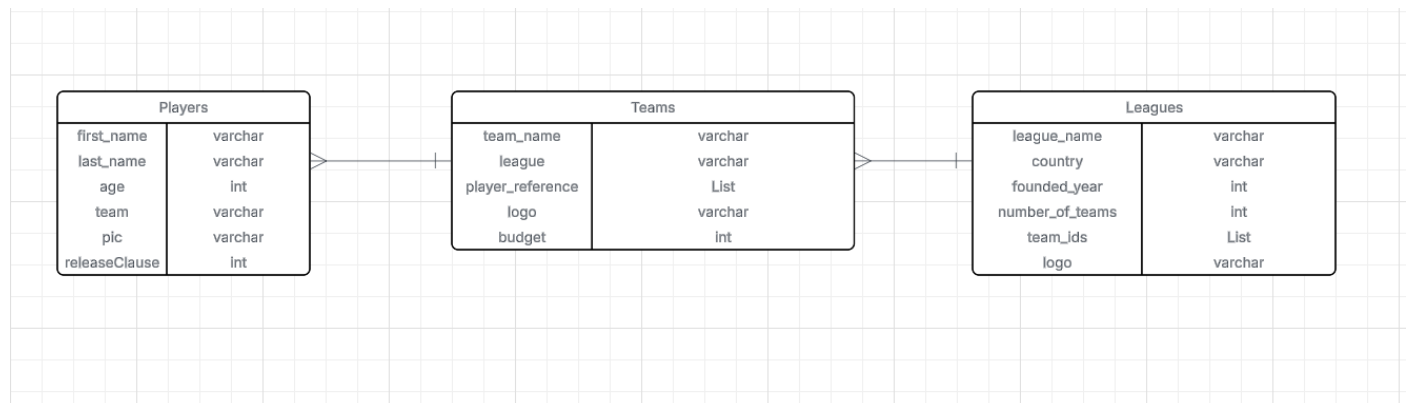 Players
first_name varchar
last_name varchar
age int
team varchar
pic varchar
releaseClause int
Teams
team_name varchar
league varchar
player_reference List
logo varchar
budget int
Leagues
league_name varchar
country varchar
founded_year int
number_of_teams int
team_ids List
logo varchar